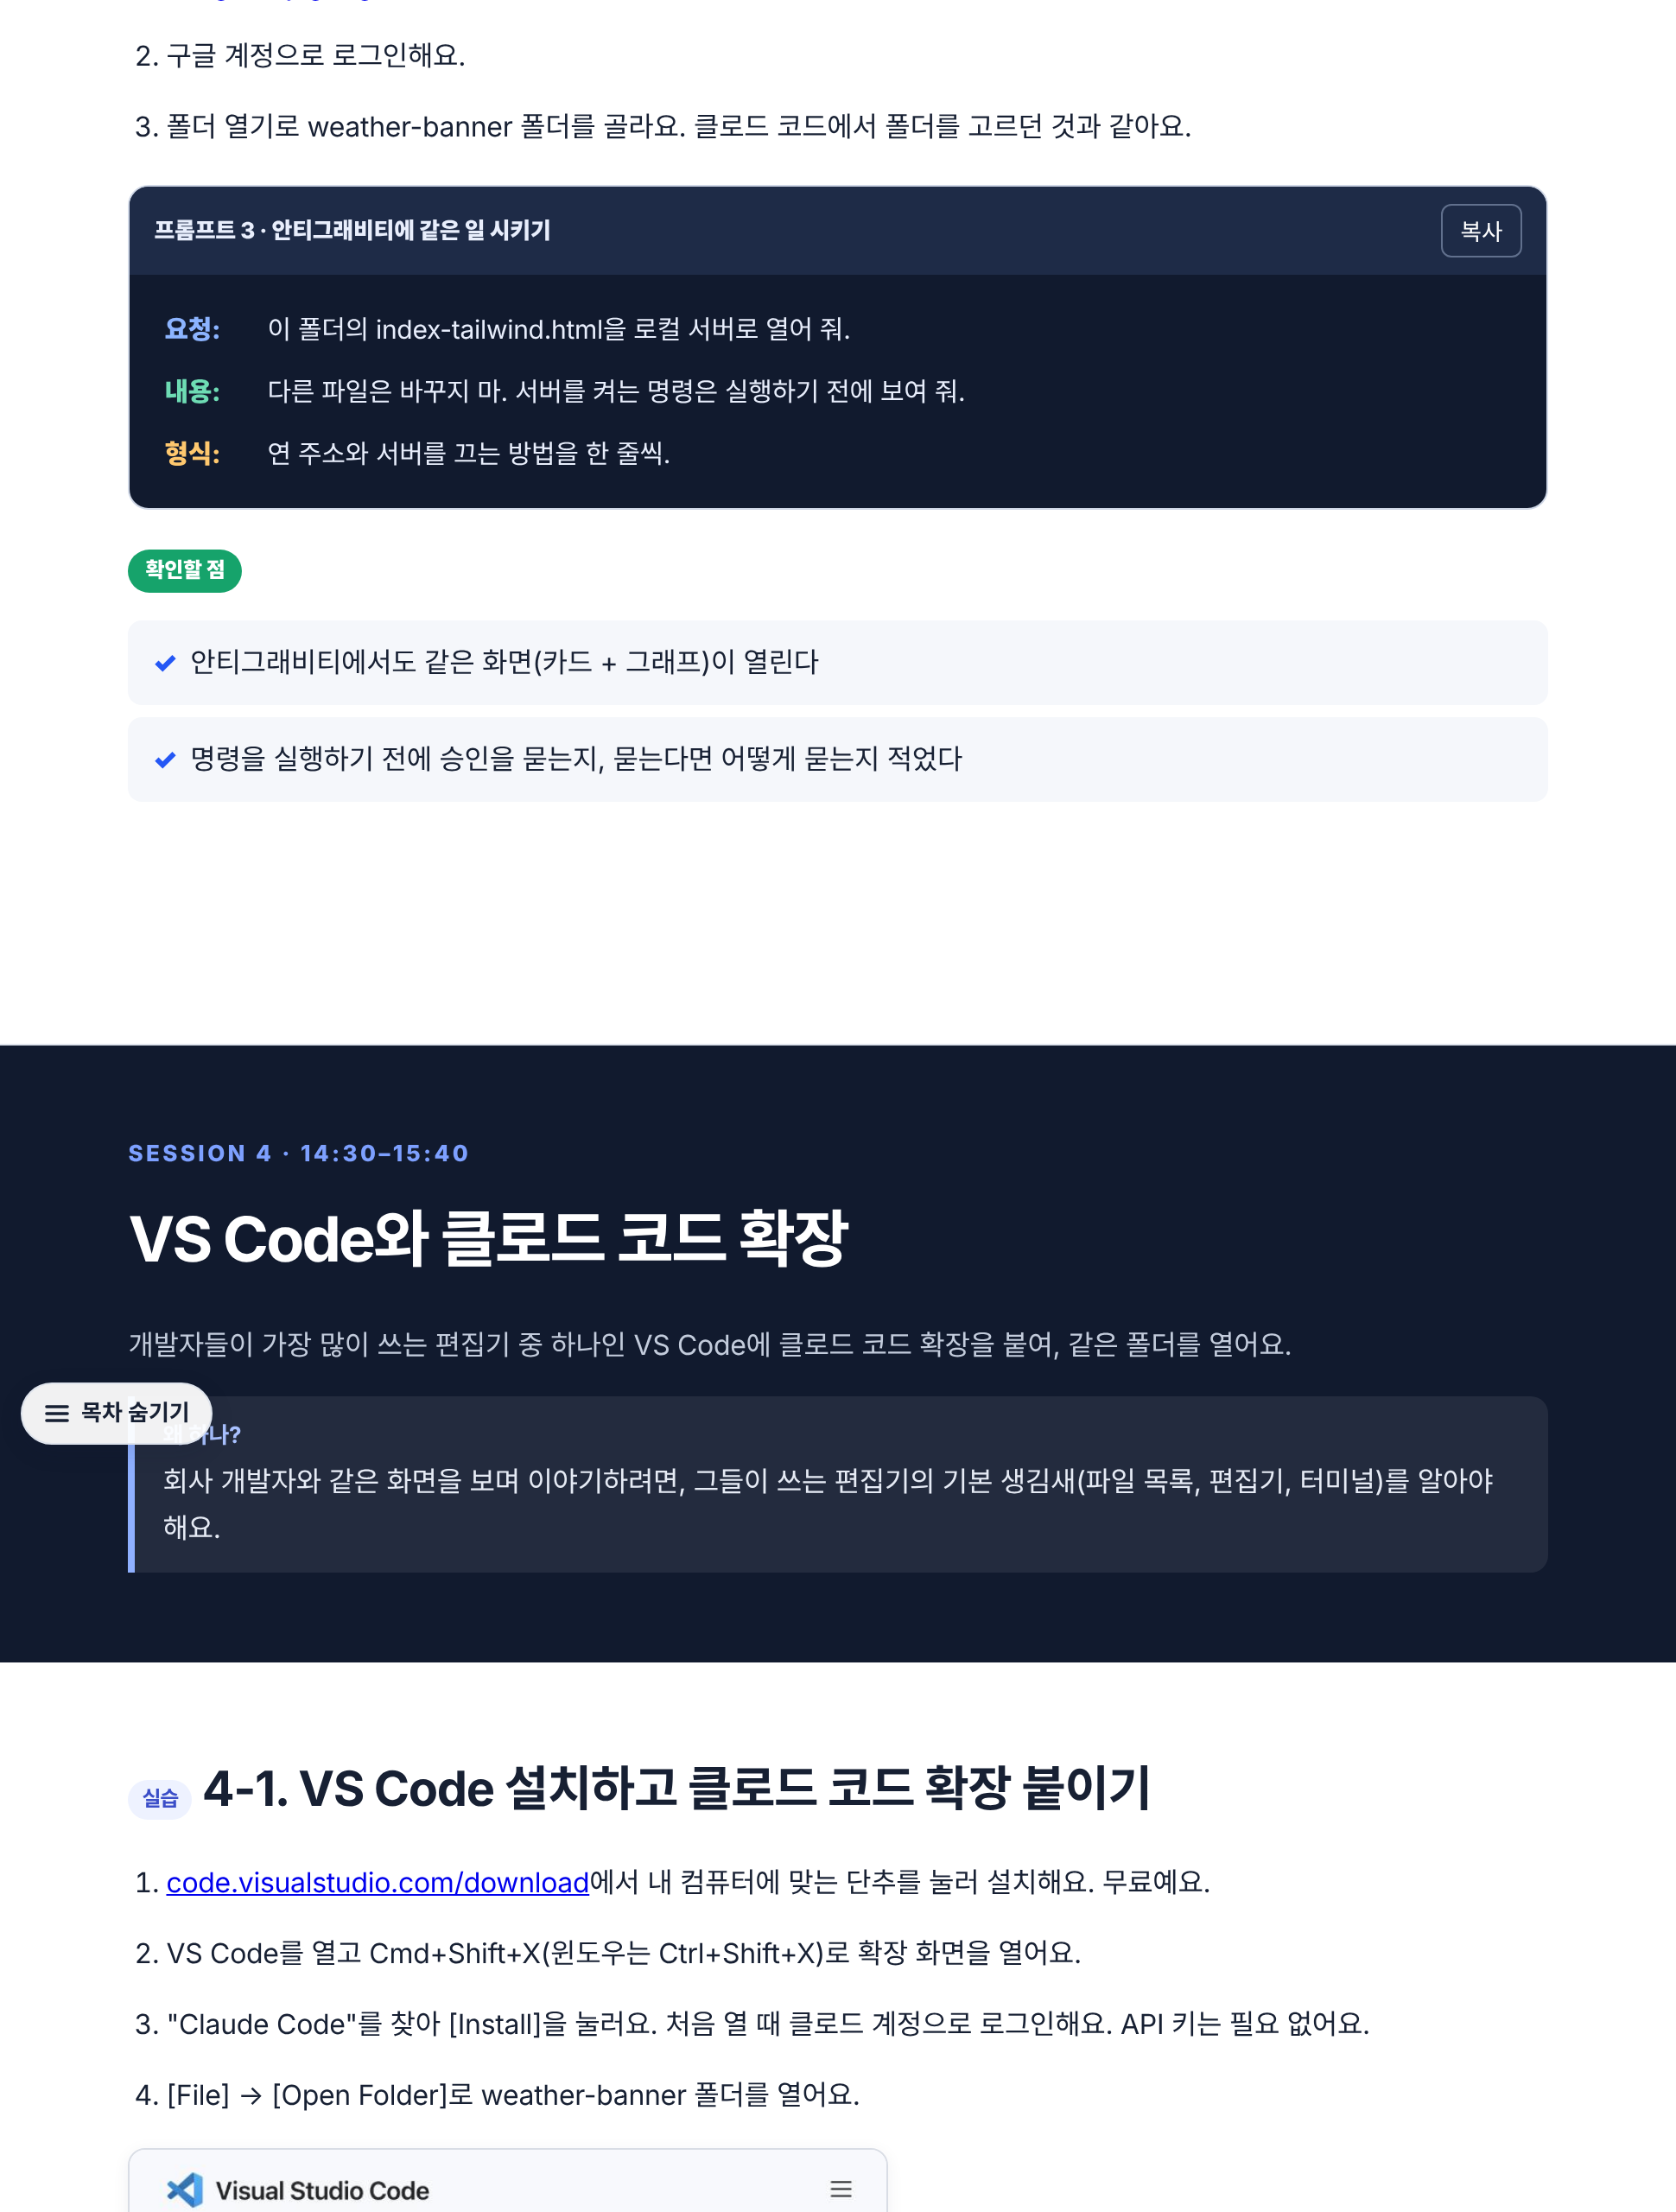 2. 구글 계정으로 로그인해요.
3. 폴더 열기로 weather-banner 폴더를 골라요. 클로드 코드에서 폴더를 고르던 것과 같아요.
프롬프트 3 · 안티그래비티에 같은 일 시키기
복사
요청: 이 폴더의 index-tailwind.html을 로컬 서버로 열어 줘.
내용: 다른 파일은 바꾸지 마. 서버를 켜는 명령은 실행하기 전에 보여 줘.
형식: 연 주소와 서버를 끄는 방법을 한 줄씩.
확인할 점
안티그래비티에서도 같은 화면(카드 + 그래프)이 열린다
명령을 실행하기 전에 승인을 묻는지, 묻는다면 어떻게 묻는지 적었다
SESSION 4 · 14:30–15:40
VS Code와 클로드 코드 확장
개발자들이 가장 많이 쓰는 편집기 중 하나인 VS Code에 클로드 코드 확장을 붙여, 같은 폴더를 열어요.
목차 숨기기
왜 하나?
회사 개발자와 같은 화면을 보며 이야기하려면, 그들이 쓰는 편집기의 기본 생김새(파일 목록, 편집기, 터미널)를 알아야
해요.
실습
4-1. VS Code 설치하고 클로드 코드 확장 붙이기
1. code.visualstudio.com/download에서 내 컴퓨터에 맞는 단추를 눌러 설치해요. 무료예요.
2. VS Code를 열고 Cmd+Shift+X(윈도우는 Ctrl+Shift+X)로 확장 화면을 열어요.
3. "Claude Code"를 찾아 [Install]을 눌러요. 처음 열 때 클로드 계정으로 로그인해요. API 키는 필요 없어요.
4. [File] → [Open Folder]로 weather-banner 폴더를 열어요.
Visual Studio Code